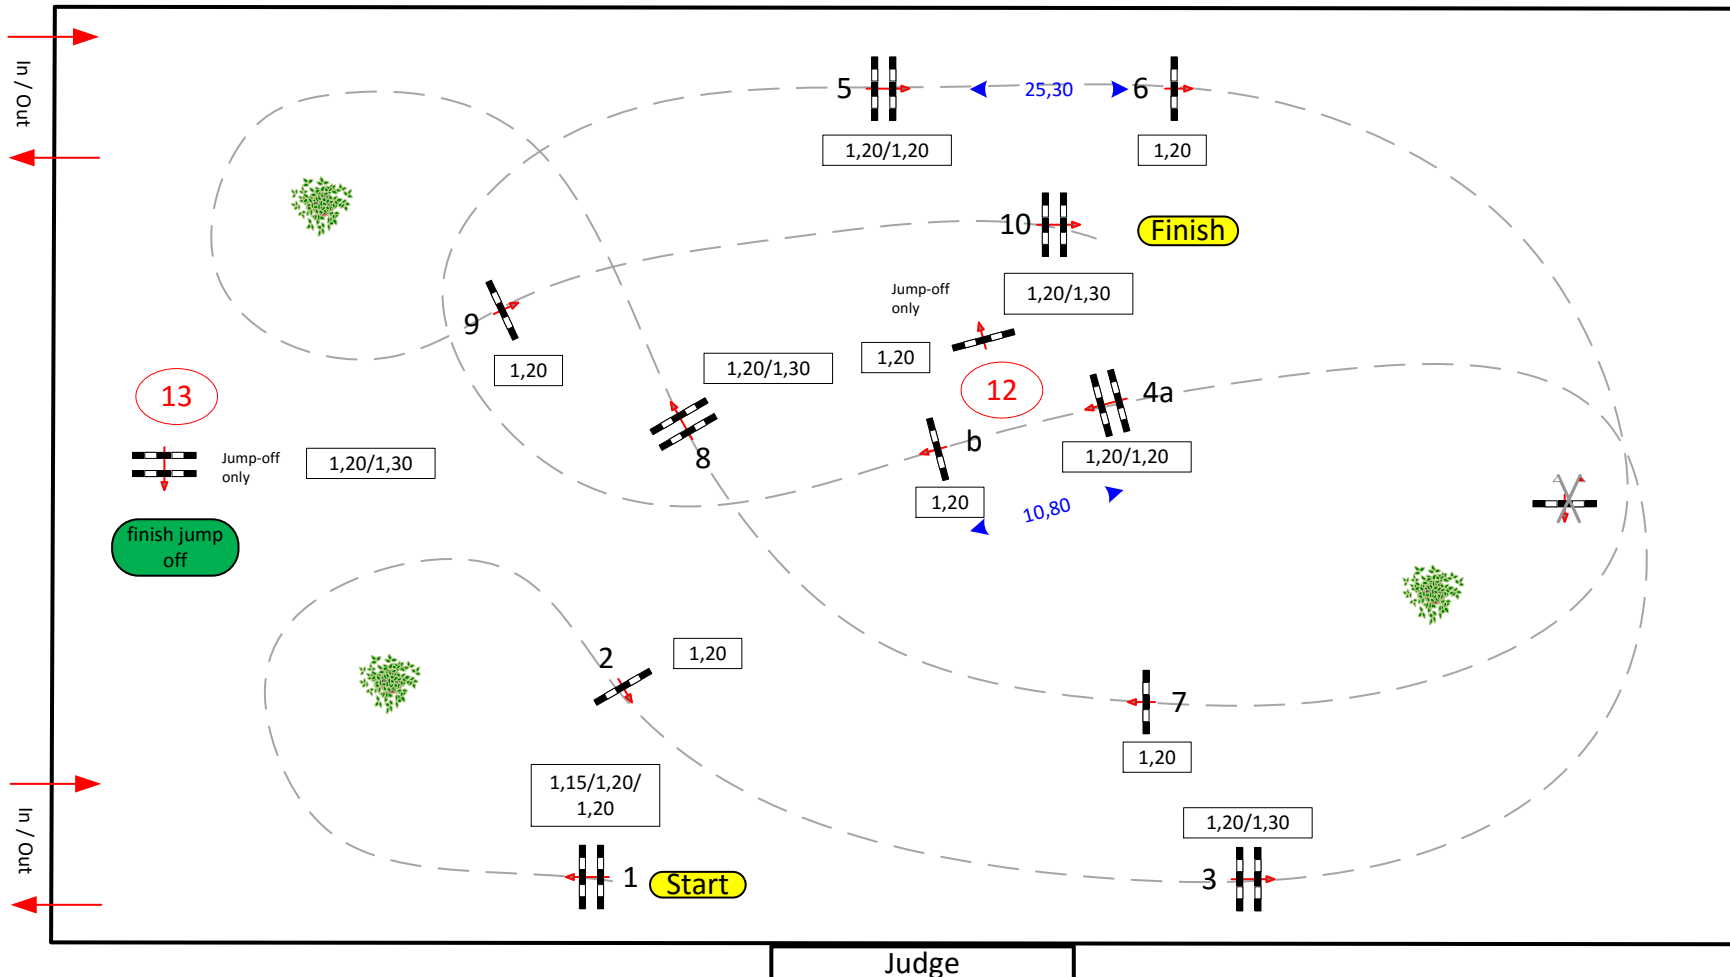 In / Out
5
25,30
6
1,20/1,20
1,20
10
Finish
1,20/1,30
Jump-off
only
9
1,20
1,20/1,30
1,20
12
4a
13
8
b
1,20/1,20
Jump-off
only
1,20/1,30
1,20
10,80
finish jump
off
2
1,20
7
1,20
1,15/1,20/
1,20
1,20/1,30
In / Out
1
Start
3
Judge